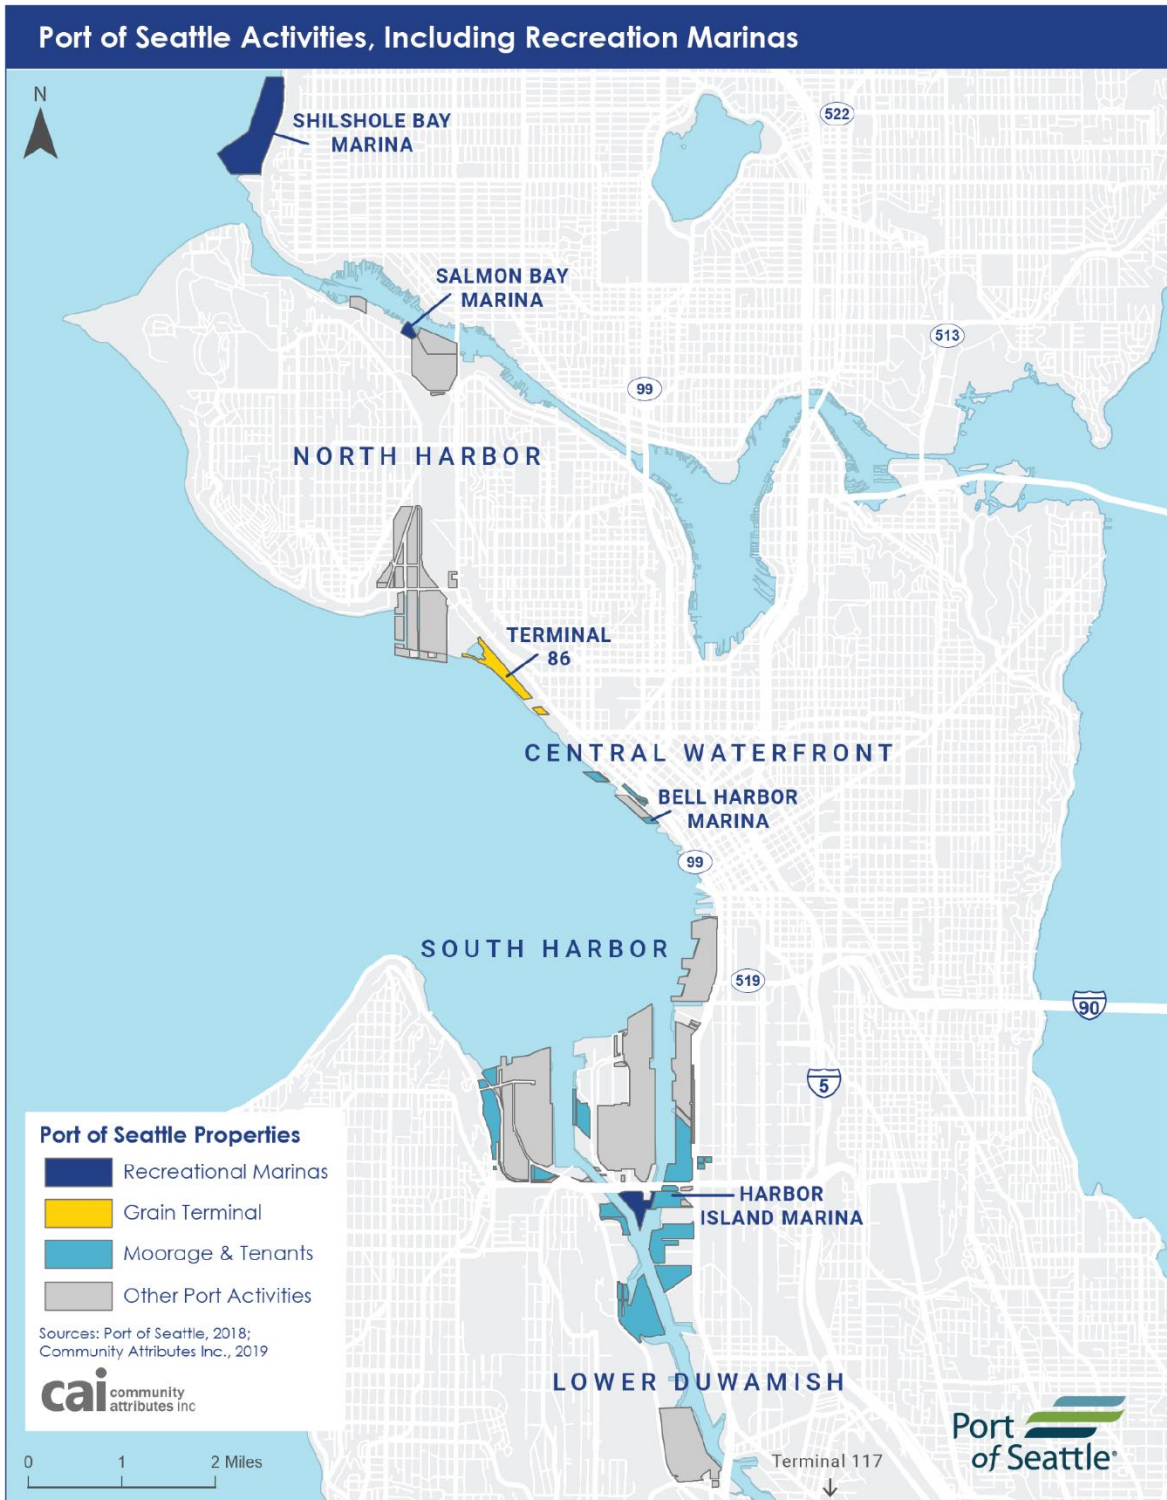 Port of Seattle Activities, Including Recreation Marinas
N
SHILSHOLE BAY
MARINA
522
SALMON BAY
MARINA
513
99
NORTH HARBOR
TERMINAL
86
CENTRAL WATERFRONT
BELL HARBOR
MARINA
99
SOUTH HARBOR
519
90
5
Port of Seattle Properties
Recreational Marinas
Grain Terminal
Moorage & Tenants
Other Port Activities
Sources: Port of Seattle, 2018;
Community Attributes Inc., 2019
cai community
attributes inc
HARBOR
ISLAND MARINA
LOWER DUWAMISH
0 1 2 Miles
Terminal 117
Port
of Seattle